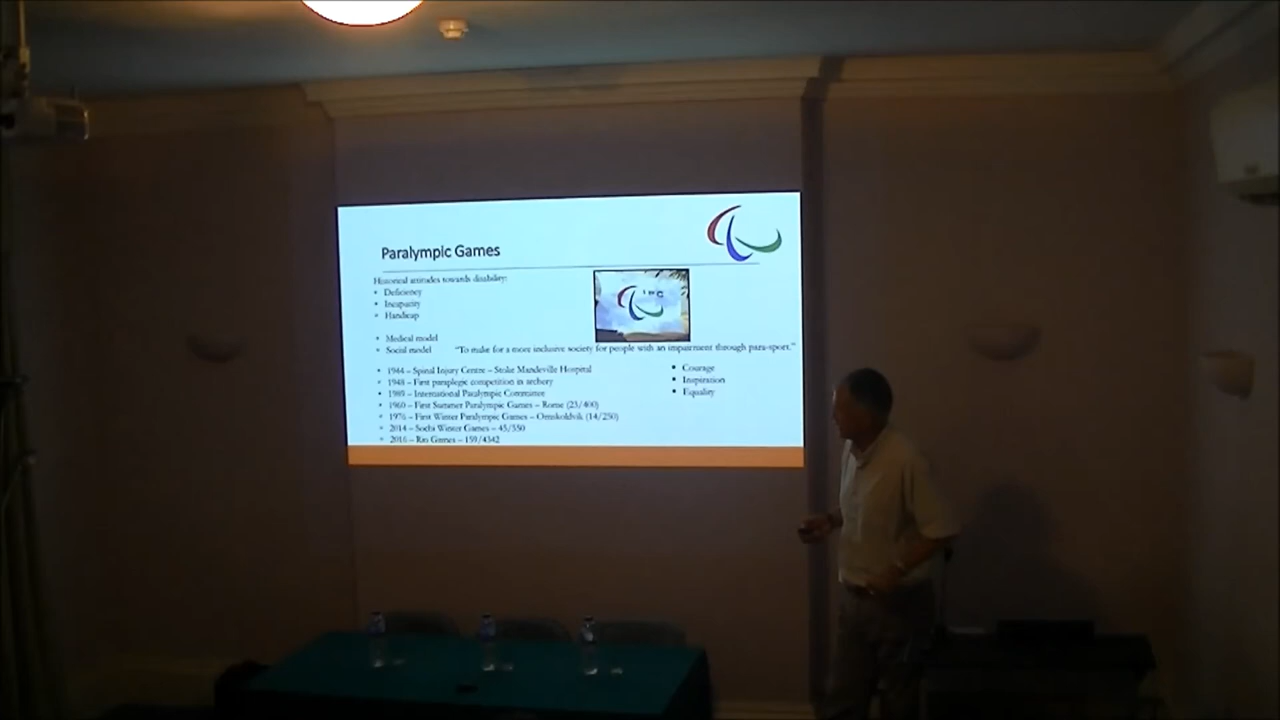 Paralympic Games
Historical attitudes towards disability:
• Deficiency
• Incapacity
• Handicap
IPC
• Medical model
• Social model "To make for a more inclusive society for people with an impairment through para-sport."
• 1944 – Spinal Injury Centre – Stoke Mandeville Hospital
• 1948 – First paraplegic competition in archery
• 1989 – International Paralympic Committee
• 1960 – First Summer Paralympic Games – Rome (23/400)
• 1976 – First Winter Paralympic Games – Ornskoldvik (14/250)
• 2014 – Sochi Winter Games – 45/550
• 2016 – Rio Games – 159/4342
• Courage
• Inspiration
• Equality